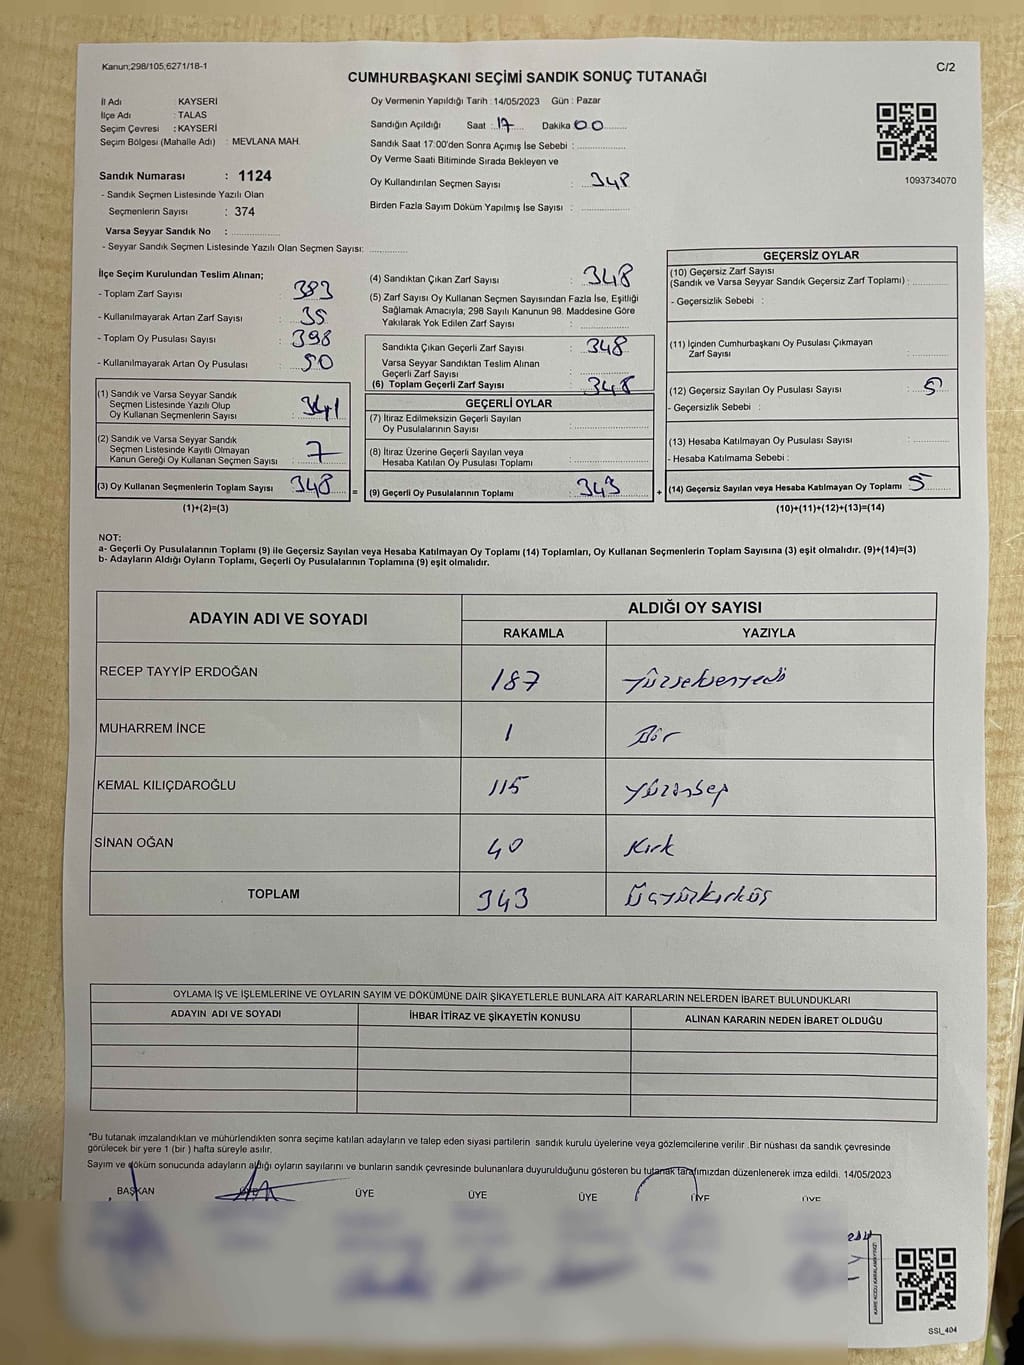 Kanun;298/105,6271/18-1
C/2
CUMHURBAŞKANI SEÇİMİ SANDIK SONUÇ TUTANAĞI
İl Adı : KAYSERİ
İlçe Adı : TALAS
Seçim Çevresi : KAYSERİ
Seçim Bölgesi (Mahalle Adı) : MEVLANA MAH.
Oy Vermenin Yapıldığı Tarih : 14/05/2023 Gün : Pazar
Sandığın Açıldığı Saat : 17 Dakika 00
Sandık Saat 17:00'den Sonra Açımış İse Sebebi :
Oy Verme Saati Bitiminde Sırada Bekleyen ve
Oy Kullandırılan Seçmen Sayısı : 348
Birden Fazla Sayım Döküm Yapılmış İse Sayısı :
1093734070
Sandık Numarası : 1124
- Sandık Seçmen Listesinde Yazılı Olan
Seçmenlerin Sayısı : 374
Varsa Seyyar Sandık No :
- Seyyar Sandık Seçmen Listesinde Yazılı Olan Seçmen Sayısı:
İlçe Seçim Kurulundan Teslim Alınan;
- Toplam Zarf Sayısı : 383
- Kullanılmayarak Artan Zarf Sayısı : 35
- Toplam Oy Pusulası Sayısı : 398
- Kullanılmayarak Artan Oy Pusulası : 50
(1) Sandık ve Varsa Seyyar Sandık
Seçmen Listesinde Yazılı Olup
Oy Kullanan Seçmenlerin Sayısı : 341
(2) Sandık ve Varsa Seyyar Sandık
Seçmen Listesinde Kayıtlı Olmayan
Kanun Gereği Oy Kullanan Seçmen Sayısı : 7
(3) Oy Kullanan Seçmenlerin Toplam Sayısı 348 =
(1)+(2)=(3)
(4) Sandıktan Çıkan Zarf Sayısı : 348
(5) Zarf Sayısı Oy Kullanan Seçmen Sayısından Fazla İse, Eşitliği
Sağlamak Amacıyla; 298 Sayılı Kanunun 98. Maddesine Göre
Yakılarak Yok Edilen Zarf Sayısı :
Sandıkta Çıkan Geçerli Zarf Sayısı : 348
Varsa Seyyar Sandıktan Teslim Alınan
Geçerli Zarf Sayısı :
(6) Toplam Geçerli Zarf Sayısı : 348
GEÇERLİ OYLAR
(7) İtiraz Edilmeksizin Geçerli Sayılan
Oy Pusulalarının Sayısı :
(8) İtiraz Üzerine Geçerli Sayılan veya
Hesaba Katılan Oy Pusulası Toplamı :
(9) Geçerli Oy Pusulalarının Toplamı : 343 +
GEÇERSİZ OYLAR
(10) Geçersiz Zarf Sayısı
(Sandık ve Varsa Seyyar Sandık Geçersiz Zarf Toplamı) :
- Geçersizlik Sebebi :
(11) İçinden Cumhurbaşkanı Oy Pusulası Çıkmayan
Zarf Sayısı :
(12) Geçersiz Sayılan Oy Pusulası Sayısı : 5
- Geçersizlik Sebebi :
(13) Hesaba Katılmayan Oy Pusulası Sayısı :
- Hesaba Katılmama Sebebi :
(14) Geçersiz Sayılan veya Hesaba Katılmayan Oy Toplamı 5
(10)+(11)+(12)+(13)=(14)
NOT:
a- Geçerli Oy Pusulalarının Toplamı (9) ile Geçersiz Sayılan veya Hesaba Katılmayan Oy Toplamı (14) Toplamları, Oy Kullanan Seçmenlerin Toplam Sayısına (3) eşit olmalıdır. (9)+(14)=(3)
b- Adayların Aldığı Oyların Toplamı, Geçerli Oy Pusulalarının Toplamına (9) eşit olmalıdır.
ADAYIN ADI VE SOYADI
ALDIĞI OY SAYISI
RAKAMLA YAZIYLA
RECEP TAYYİP ERDOĞAN 187 Yüzseksenyedi
MUHARREM İNCE 1 Bir
KEMAL KILIÇDAROĞLU 115 Yüzonbeş
SİNAN OĞAN 40 Kırk
TOPLAM 343 Üçyüzkırküç
OYLAMA İŞ VE İŞLEMLERİNE VE OYLARIN SAYIM VE DÖKÜMÜNE DAİR ŞİKAYETLERLE BUNLARA AİT KARARLARIN NELERDEN İBARET BULUNDUKLARI
ADAYIN ADI VE SOYADI İHBAR İTİRAZ VE ŞİKAYETİN KONUSU ALINAN KARARIN NEDEN İBARET OLDUĞU
*Bu tutanak imzalandıktan ve mühürlendikten sonra seçime katılan adayların ve talep eden siyasi partilerin sandık kurulu üyelerine veya gözlemcilerine verilir .Bir nüshası da sandık çevresinde
görülecek bir yere 1 (bir ) hafta süreyle asılır.
Sayım ve döküm sonucunda adayların aldığı oyların sayılarını ve bunların sandık çevresinde bulunanlara duyurulduğunu gösteren bu tutanak tarafımızdan düzenlenerek imza edildi. 14/05/2023
BAŞKAN ÜYE ÜYE ÜYE ÜYE ÜYE ÜYE
KARE KODU KARALAMAYINIZ!
SSI_404